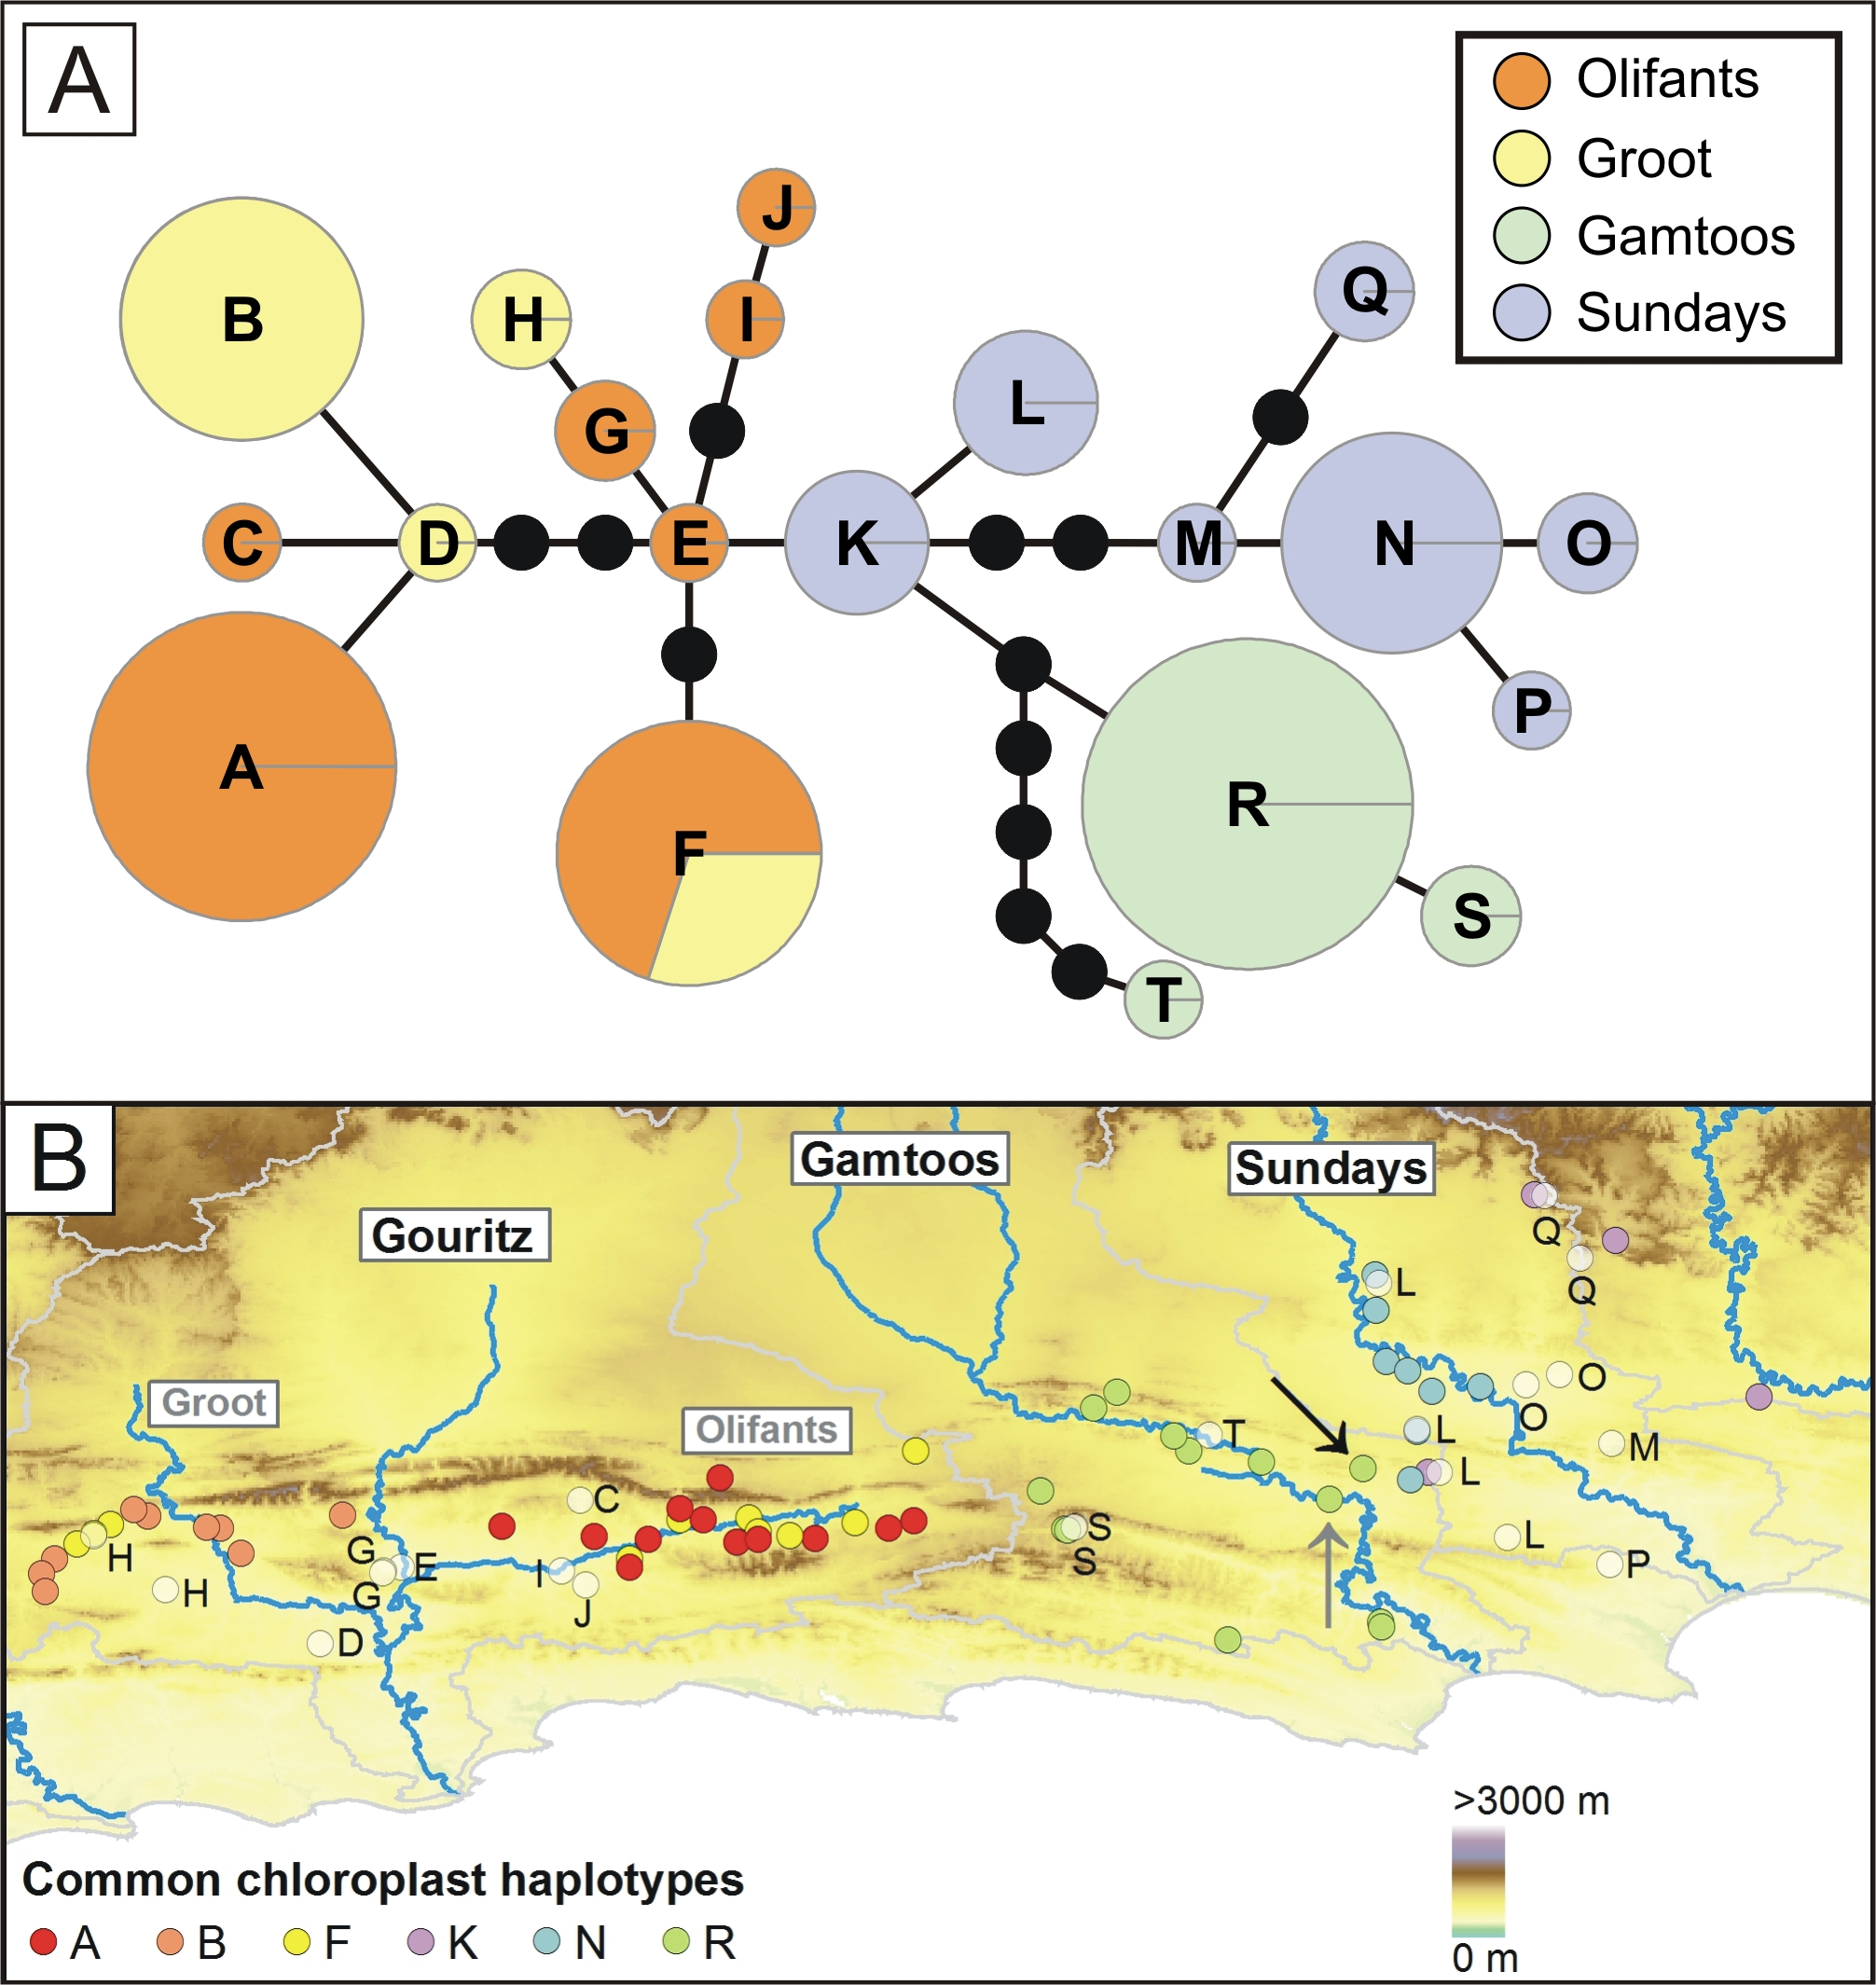 A
Olifants
Groot
Gamtoos
Sundays
J
B
H
I
Q
G
L
C
D
E
K
M
N
O
P
A
F
R
S
T
B
Gamtoos
Sundays
Gouritz
Q
Q
L
Groot
Olifants
O
O
T
L
M
L
C
S
S
L
P
H
H
G
E
G
I
J
D
>3000 m
0 m
Common chloroplast haplotypes
A B F K N R